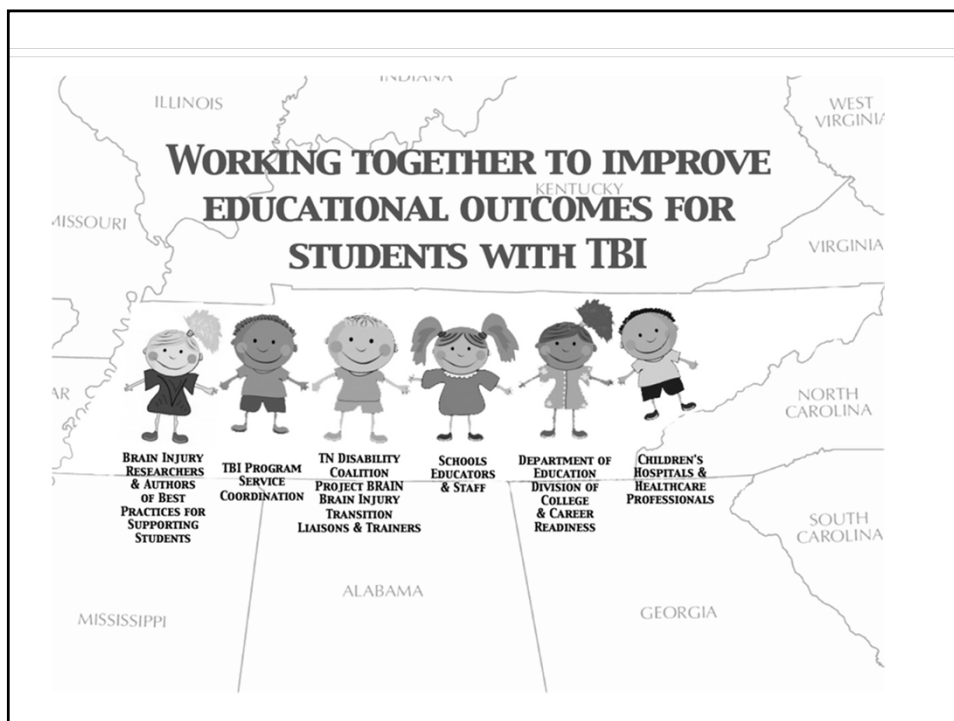 INDIANA
ILLINOIS
WEST
VIRGINIA
WORKING TOGETHER TO IMPROVE
KENTUCKY
EDUCATIONAL OUTCOMES FOR
MISSOURI
STUDENTS WITH TBI
VIRGINIA
AR
NORTH
CAROLINA
BRAIN INJURY
RESEARCHERS
& AUTHORS
OF BEST
PRACTICES FOR
SUPPORTING
STUDENTS
TBI PROGRAM
SERVICE
COORDINATION
TN DISABILITY
COALITION
PROJECT BRAIN
BRAIN INJURY
TRANSITION
LIAISONS & TRAINERS
SCHOOLS
EDUCATORS
& STAFF
DEPARTMENT OF
EDUCATION
DIVISION OF
COLLEGE
& CAREER
READINESS
CHILDREN'S
HOSPITALS &
HEALTHCARE
PROFESSIONALS
SOUTH
CAROLINA
ALABAMA
MISSISSIPPI
GEORGIA